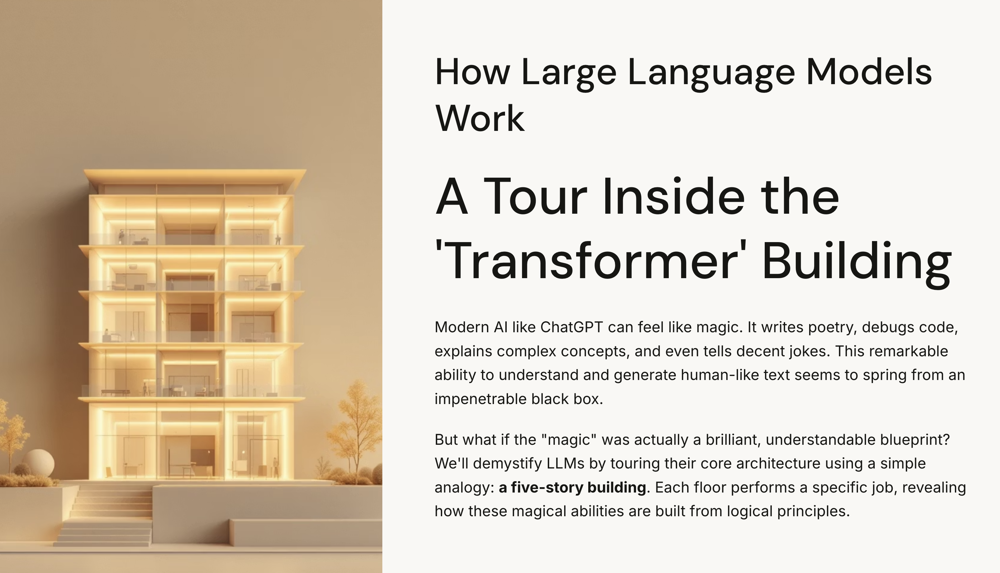 How Large Language Models
Work
A Tour Inside the
'Transformer' Building
Modern AI like ChatGPT can feel like magic. It writes poetry, debugs code,
explains complex concepts, and even tells decent jokes. This remarkable
ability to understand and generate human-like text seems to spring from an
impenetrable black box.
But what if the "magic" was actually a brilliant, understandable blueprint?
We'll demystify LLMs by touring their core architecture using a simple
analogy: a five-story building. Each floor performs a specific job, revealing
how these magical abilities are built from logical principles.